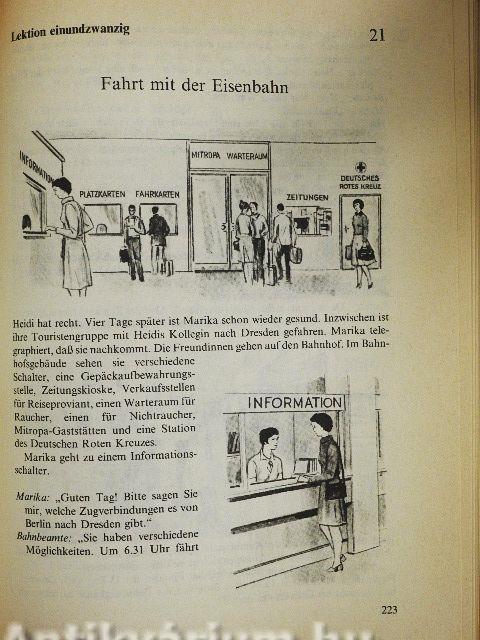 Lektion einundzwanzig
21
Fahrt mit der Eisenbahn
INFORMATION
PLATZKARTEN
FAHRKARTEN
MITROPA WARTERAUM
ZEITUNGEN
DEUTSCHES
ROTES KREUZ
Heidi hat recht. Vier Tage später ist Marika schon wieder gesund. Inzwischen ist
ihre Touristengruppe mit Heidis Kollegin nach Dresden gefahren. Marika tele-
graphiert, daß sie nachkommt. Die Freundinnen gehen auf den Bahnhof. Im Bahn-
hofsgebäude sehen sie verschiedene
Schalter, eine Gepäckaufbewahrungs-
stelle, Zeitungskioske, Verkaufsstellen
für Reiseproviant, einen Warteraum für
Raucher, einen für Nichtraucher,
Mitropa-Gaststätten und eine Station
des Deutschen Roten Kreuzes.
Marika geht zu einem Informations-
schalter.
INFORMATION
Marika: „Guten Tag! Bitte sagen Sie
mir, welche Zugverbindungen es von
Berlin nach Dresden gibt.“
Bahnbeamte: „Sie haben verschiedene
Möglichkeiten. Um 6.31 Uhr fährt
223
Antikvárium.hu